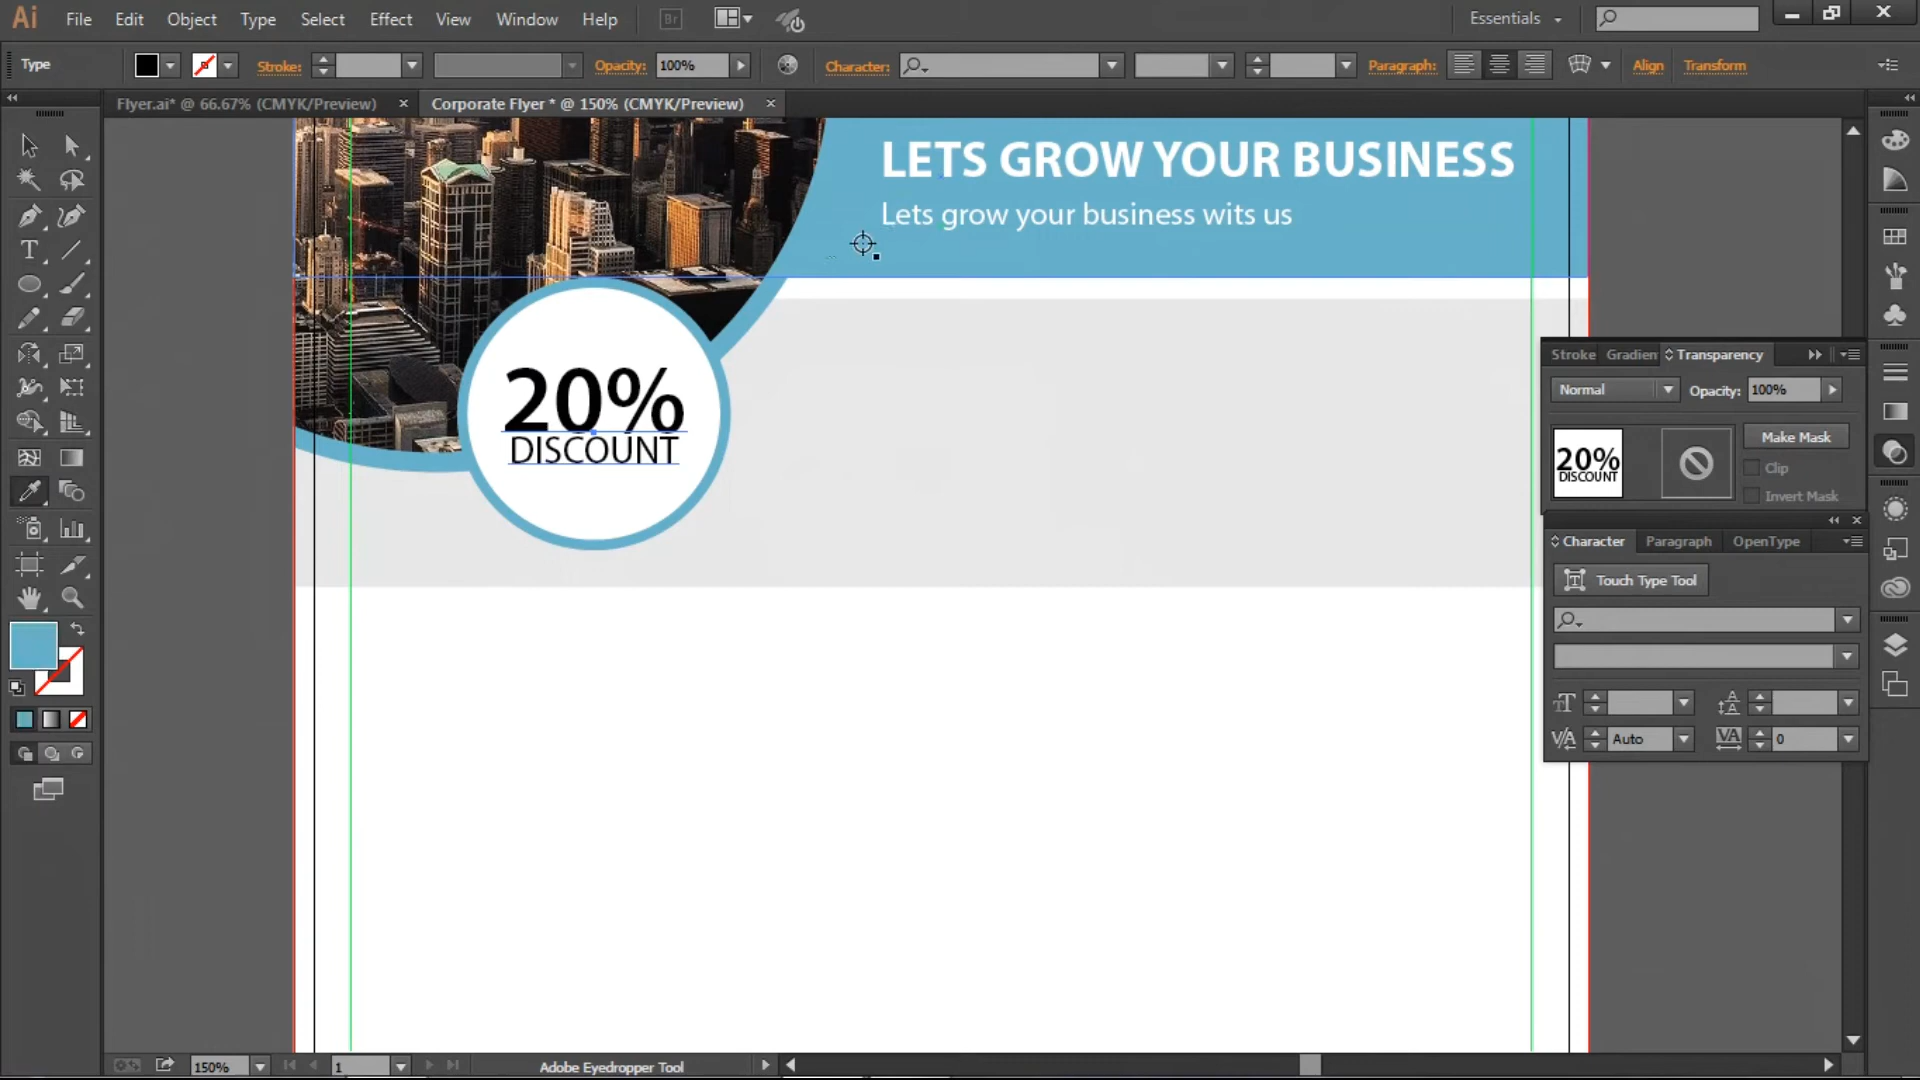 Ai File Edit Object Type Select Effect View Window Help Br Essentials
Type Stroke: Opacity: 100% Character: Paragraph: Align Transform
Flyer.ai* @ 66.67% (CMYK/Preview) × Corporate Flyer * @ 150% (CMYK/Preview) ×
LETS GROW YOUR BUSINESS
Lets grow your business wits us
20%
DISCOUNT
Stroke Gradien Transparency
Normal Opacity: 100%
20%
DISCOUNT
Make Mask
Clip
Invert Mask
Character Paragraph OpenType
Touch Type Tool
Auto 0
150% 1 Adobe Eyedropper Tool